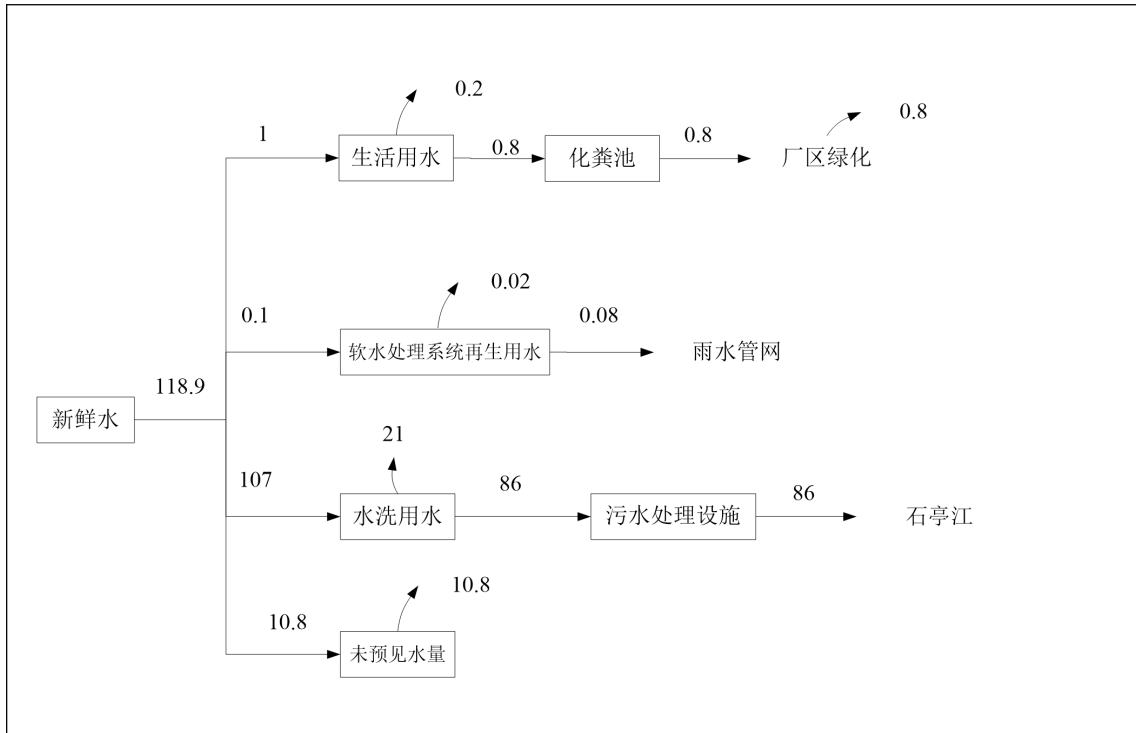 0.2
0.8
1
生活用水
0.8
化粪池
0.8
厂区绿化
0.02
0.1
软水处理系统再生用水
0.08
雨水管网
118.9
新鲜水
21
107
水洗用水
86
污水处理设施
86
石亭江
10.8
10.8
未预见水量